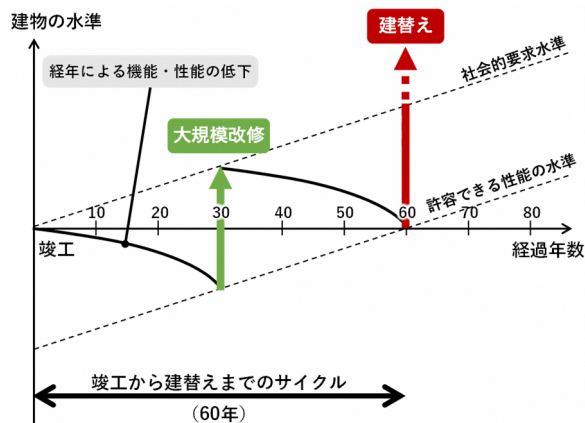 建物の水準
建替え
社会的要求水準
経年による機能・性能の低下
大規模改修
許容できる性能の水準
10 20 30 40 50 60 70 80
竣工
経過年数
竣工から建替えまでのサイクル
（60年）